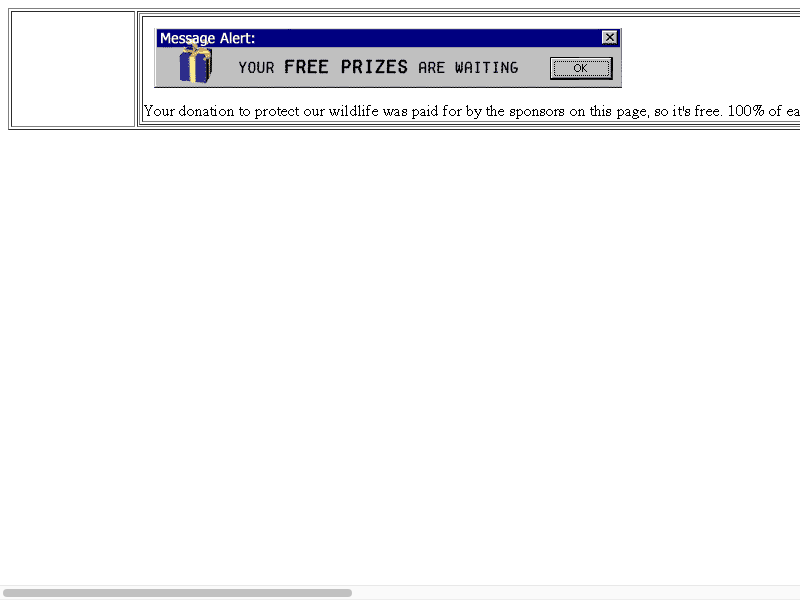 Message Alert:
YOUR FREE PRIZES ARE WAITING
OK
Your donation to protect our wildlife was paid for by the sponsors on this page, so it's free. 100% of